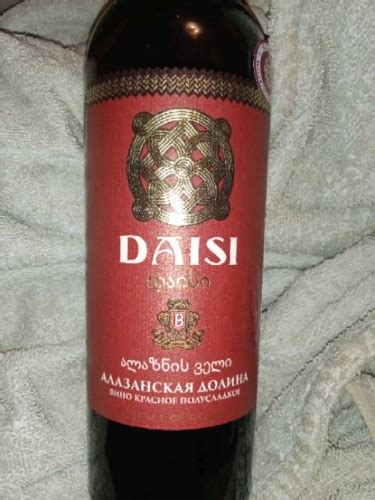 DAISI
დაისი
B
ალაზნის ველი
АЛАЗАНСКАЯ ДОЛИНА
ВИНО КРАСНОЕ ПОЛУСЛАДКОЕ